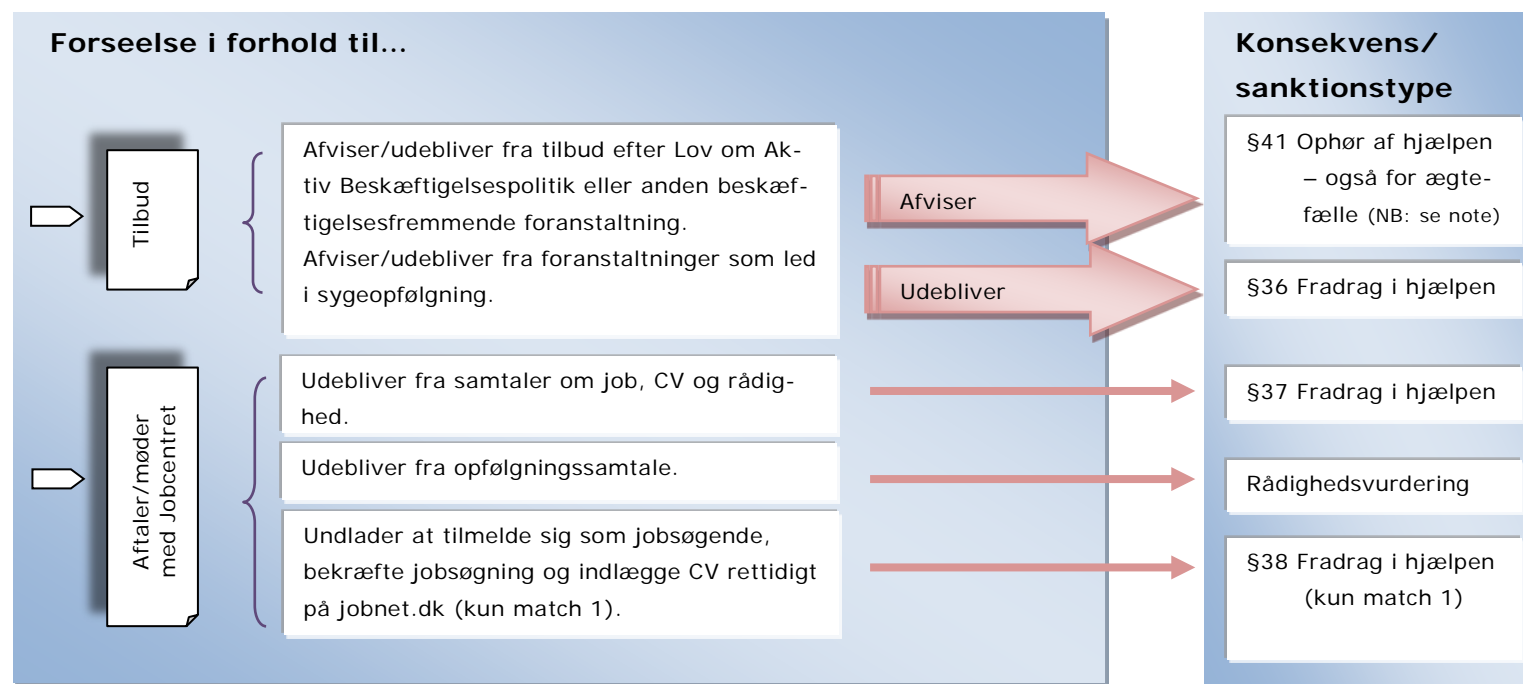 Forseelse i forhold til...
Konsekvens/
sanktionstype
Tilbud
Afviser/udebliver fra tilbud efter Lov om Ak-
tiv Beskæftigelsespolitik eller anden beskæf-
tigelsesfremmende foranstaltning.
Afviser/udebliver fra foranstaltninger som led
i sygeopfølgning.
Afviser
§41 Ophør af hjælpen
– også for ægte-
fælle (NB: se note)
Udebliver
§36 Fradrag i hjælpen
Aftaler/møder
med Jobcentret
Udebliver fra samtaler om job, CV og rådig-
hed.
§37 Fradrag i hjælpen
Udebliver fra opfølgningssamtale.
Rådighedsvurdering
Undlader at tilmelde sig som jobsøgende,
bekræfte jobsøgning og indlægge CV rettidigt
på jobnet.dk (kun match 1).
§38 Fradrag i hjælpen
(kun match 1)